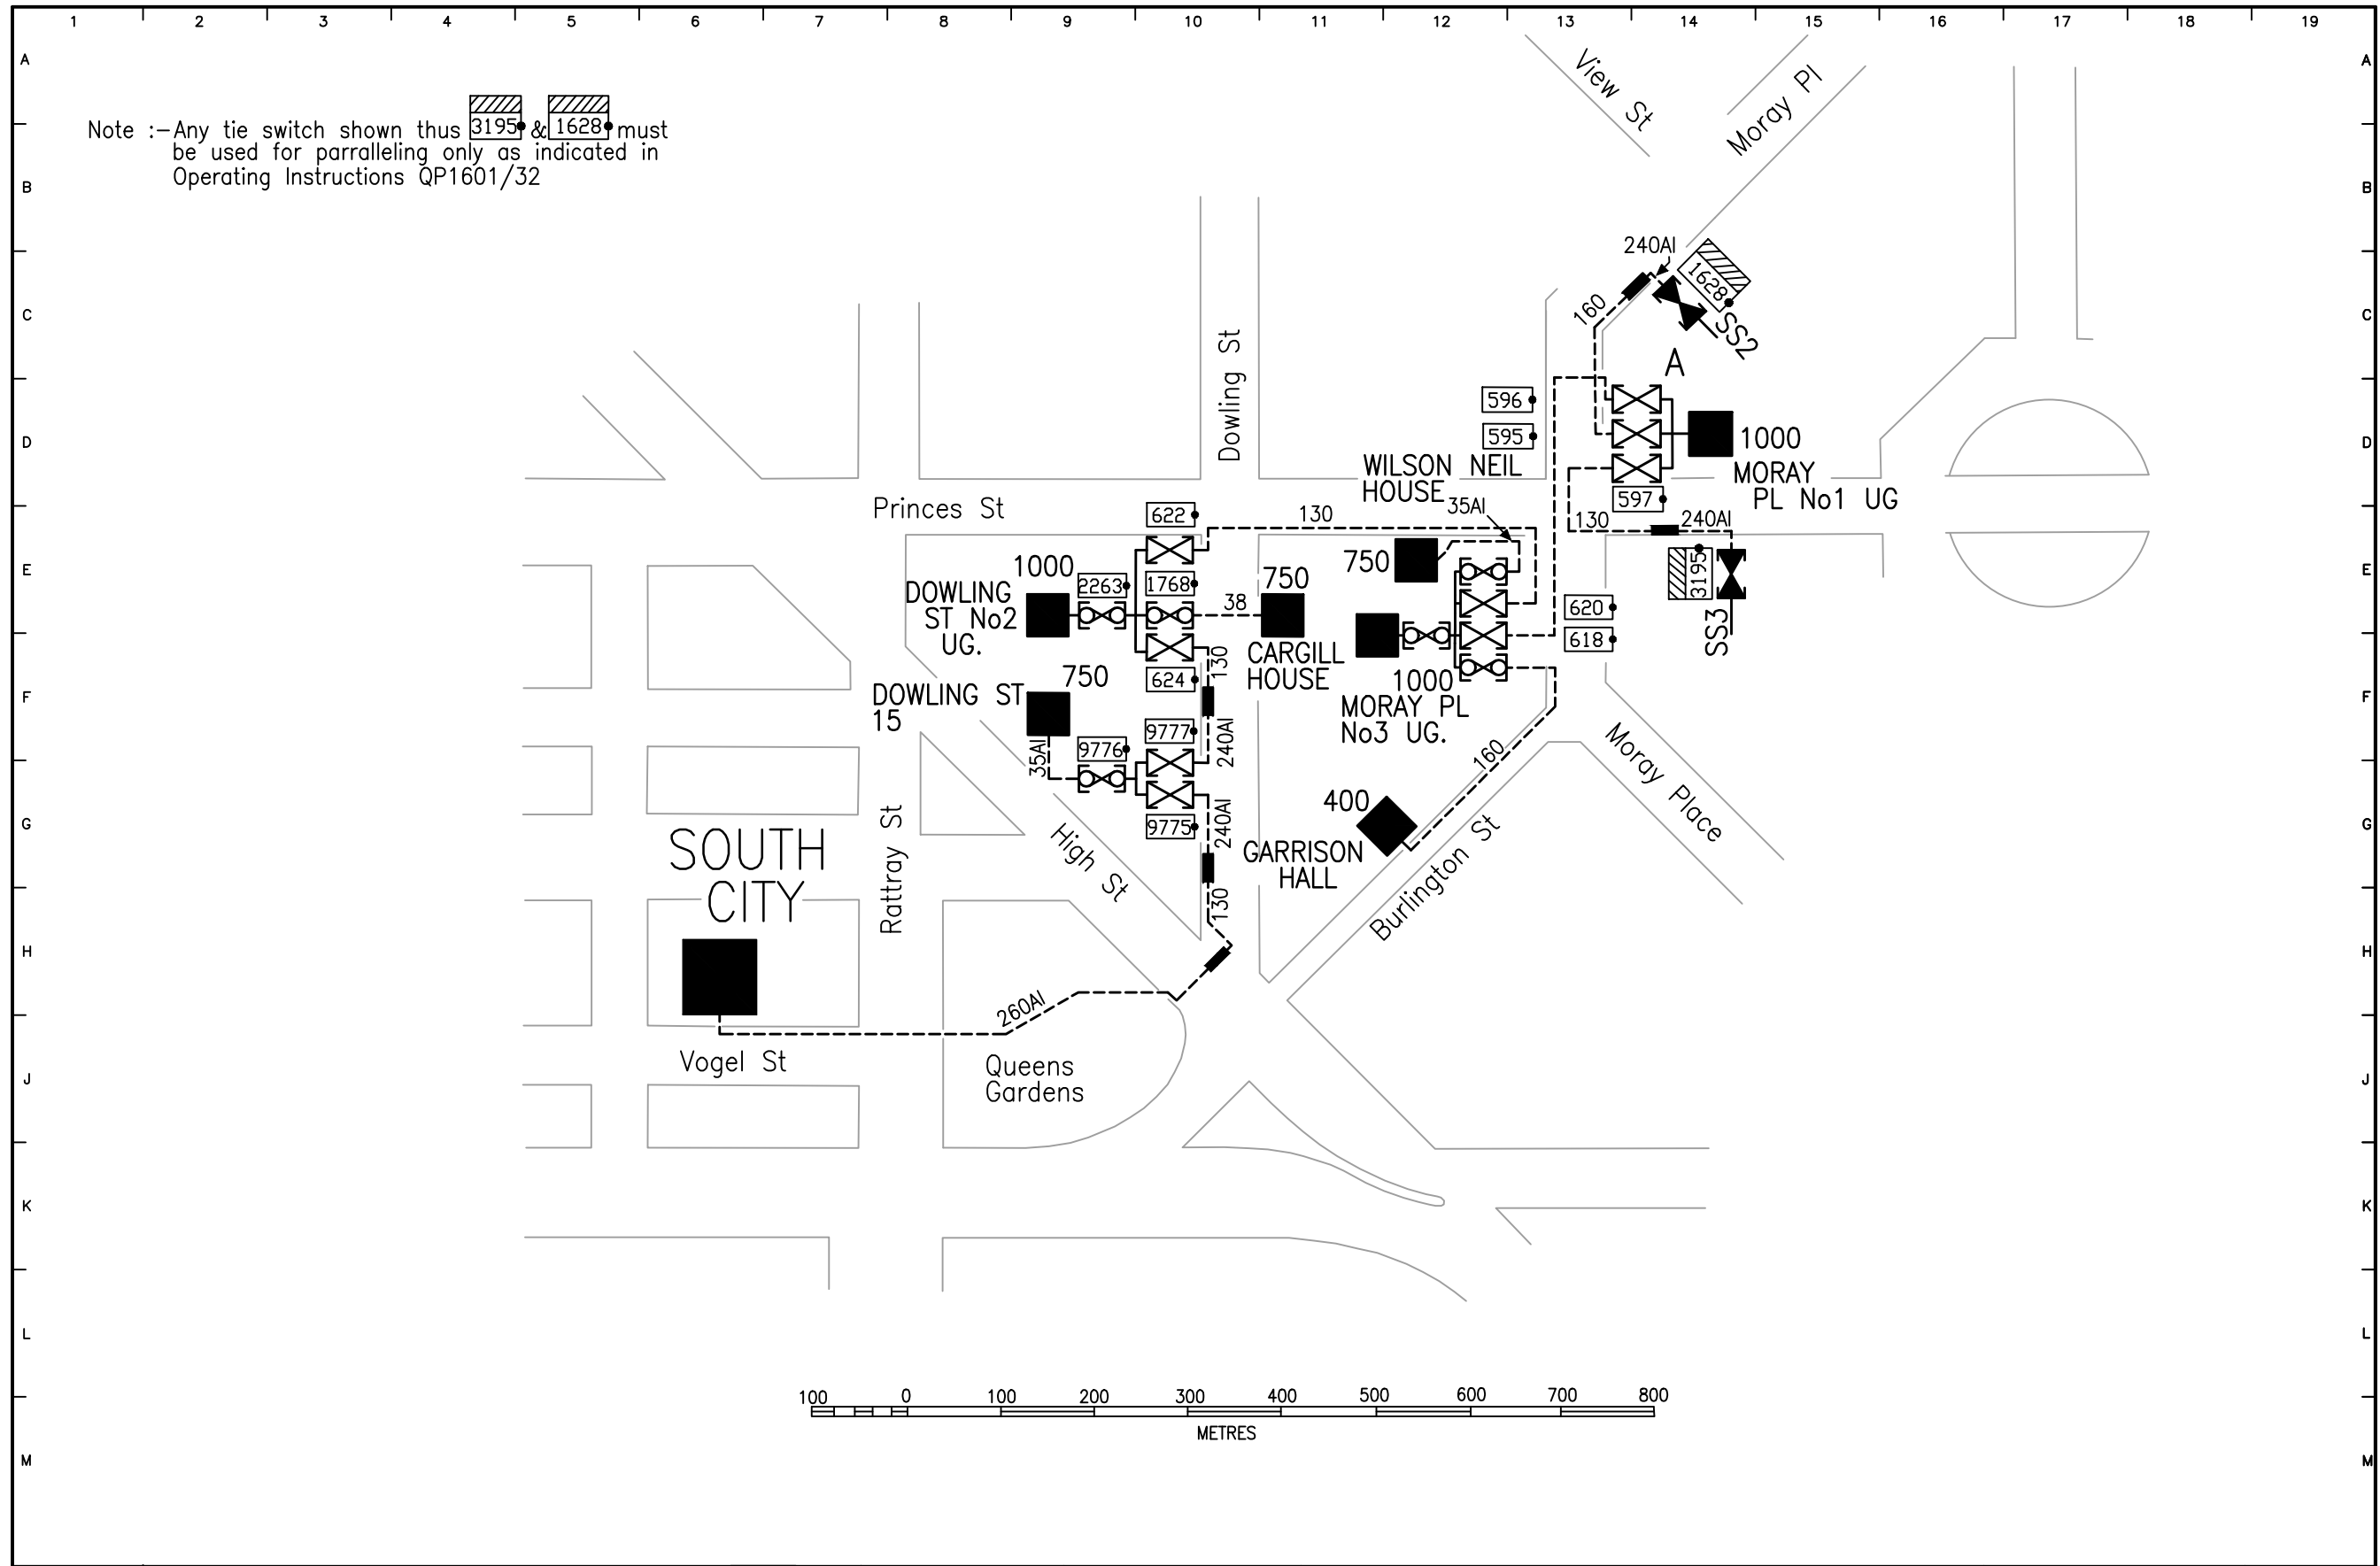 1 2 3 4 5 6 7 8 9 10 11 12 13 14 15 16 17 18 19
A A
Note :-Any tie switch shown thus 3195 & 1628 must
be used for parralleling only as indicated in
Operating Instructions QP1601/32
View St
Moray Pl
B B
240Al
1628
160
SS2
C C
A
Dowling St
596
595
D D
1000
MORAY
PL No1 UG
597
WILSON NEIL
HOUSE
35Al
Princes St
622
130
130
240Al
3195
SS3
E E
1000
2263
1768
750
750
DOWLING
ST No2
UG.
38
620
618
CARGILL
HOUSE
130
624
1000
MORAY PL
No3 UG.
F F
750
DOWLING ST
15
9777
240Al
9776
35Al
160
Moray Place
400
GARRISON
HALL
G G
9775
240Al
SOUTH
CITY
Rattray St
High St
Burlington St
130
H H
260Al
Vogel St
Queens
Gardens
J J
K K
L L
100 0 100 200 300 400 500 600 700 800
METRES
M M